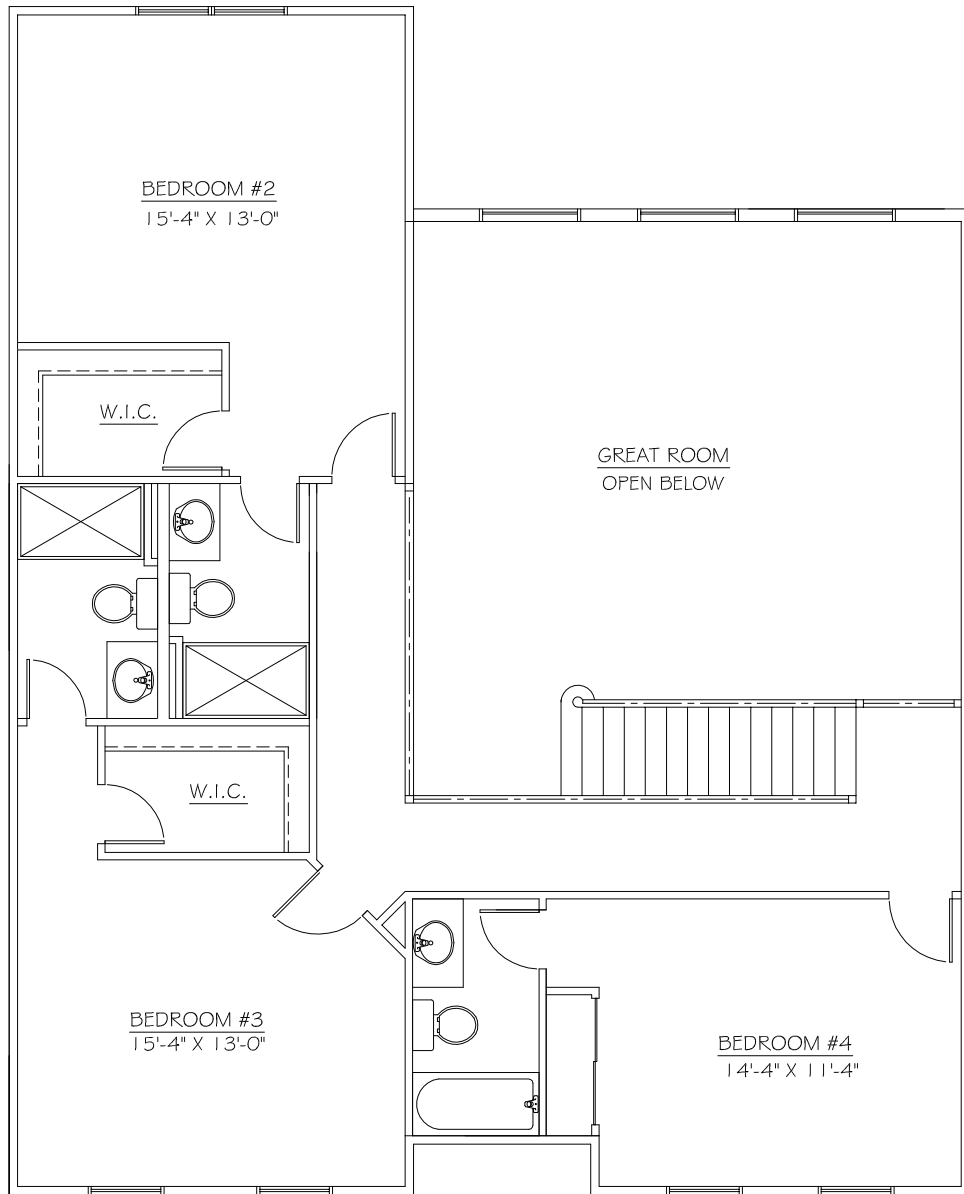 BEDROOM #2
15'-4" X 13'-0"
W.I.C.
GREAT ROOM
OPEN BELOW
W.I.C.
BEDROOM #3
15'-4" X 13'-0"
BEDROOM #4
14'-4" X 11'-4"